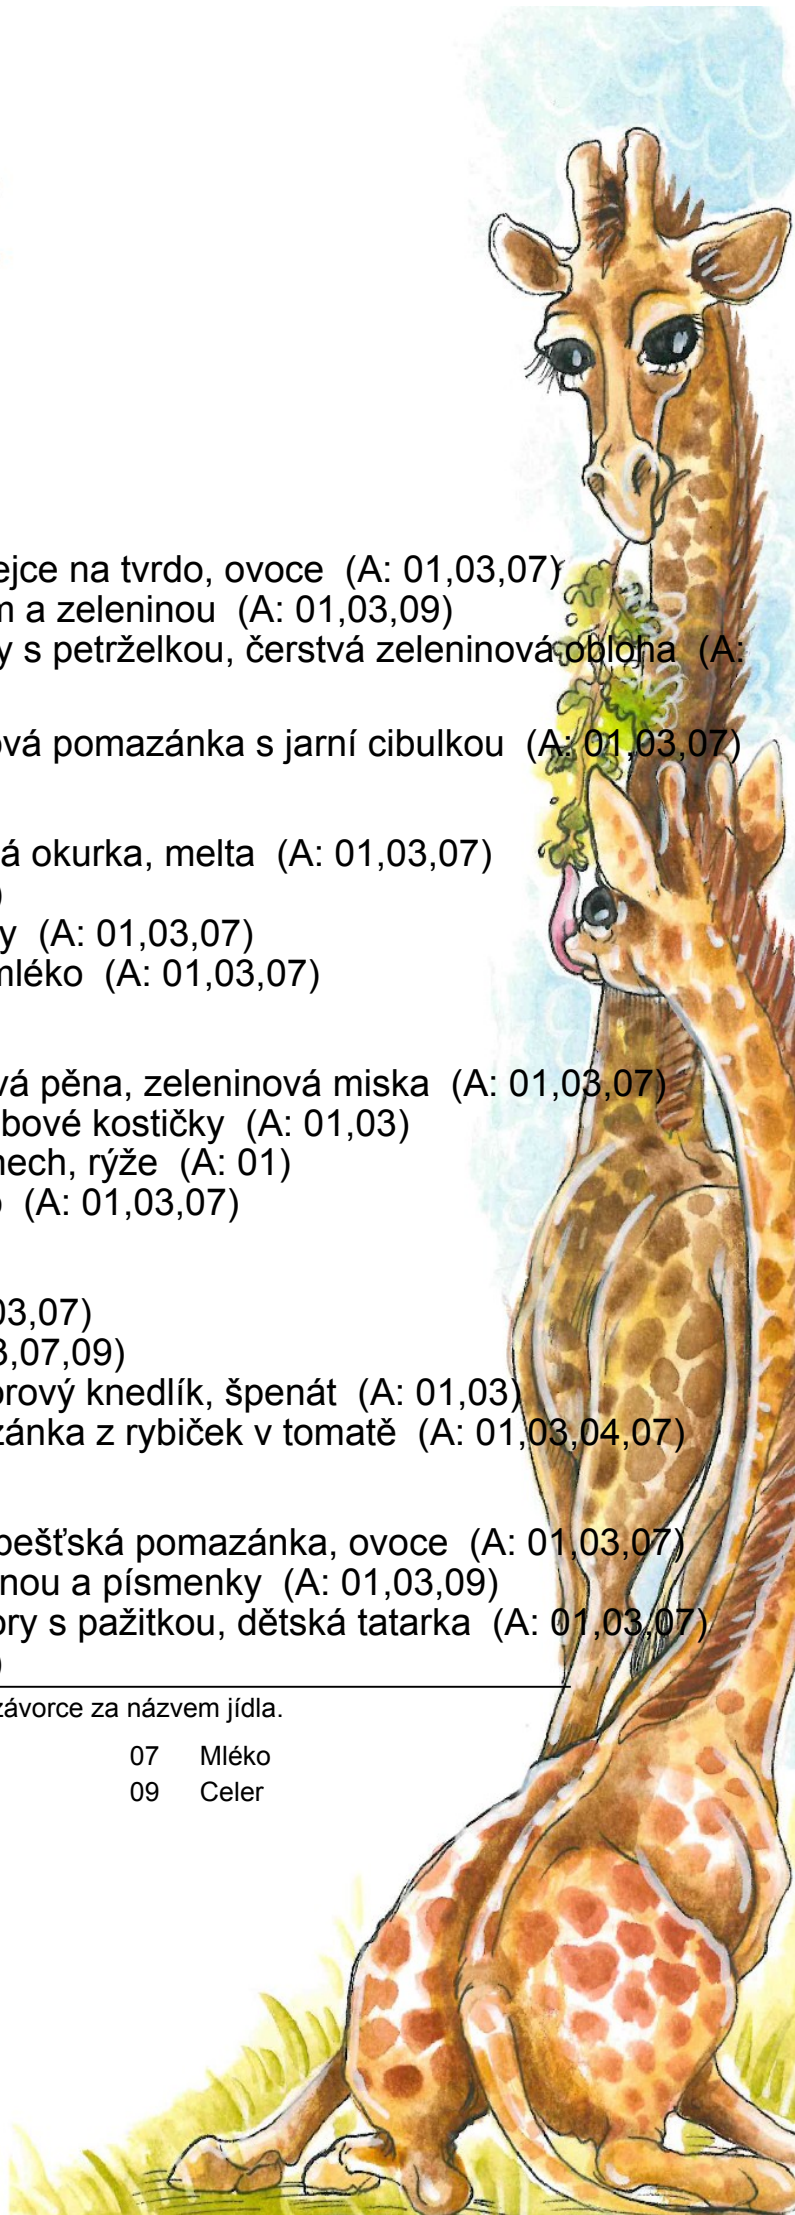 ejce na tvrdo, ovoce (A: 01,03,07)
m a zeleninou (A: 01,03,09)
y s petrželkou, čerstvá zeleninová obloha (A:
ová pomazánka s jarní cibulkou (A: 01,03,07)
á okurka, melta (A: 01,03,07)
)
y (A: 01,03,07)
mléko (A: 01,03,07)
vá pěna, zeleninová miska (A: 01,03,07)
bové kostičky (A: 01,03)
nech, rýže (A: 01)
o (A: 01,03,07)
03,07)
3,07,09)
orový knedlík, špenát (A: 01,03)
zánka z rybiček v tomatě (A: 01,03,04,07)
pešťská pomazánka, ovoce (A: 01,03,07)
nou a písmenky (A: 01,03,09)
ory s pažitkou, dětská tatarka (A: 01,03,07)
)
závorce za názvem jídla.
07 Mléko
09 Celer